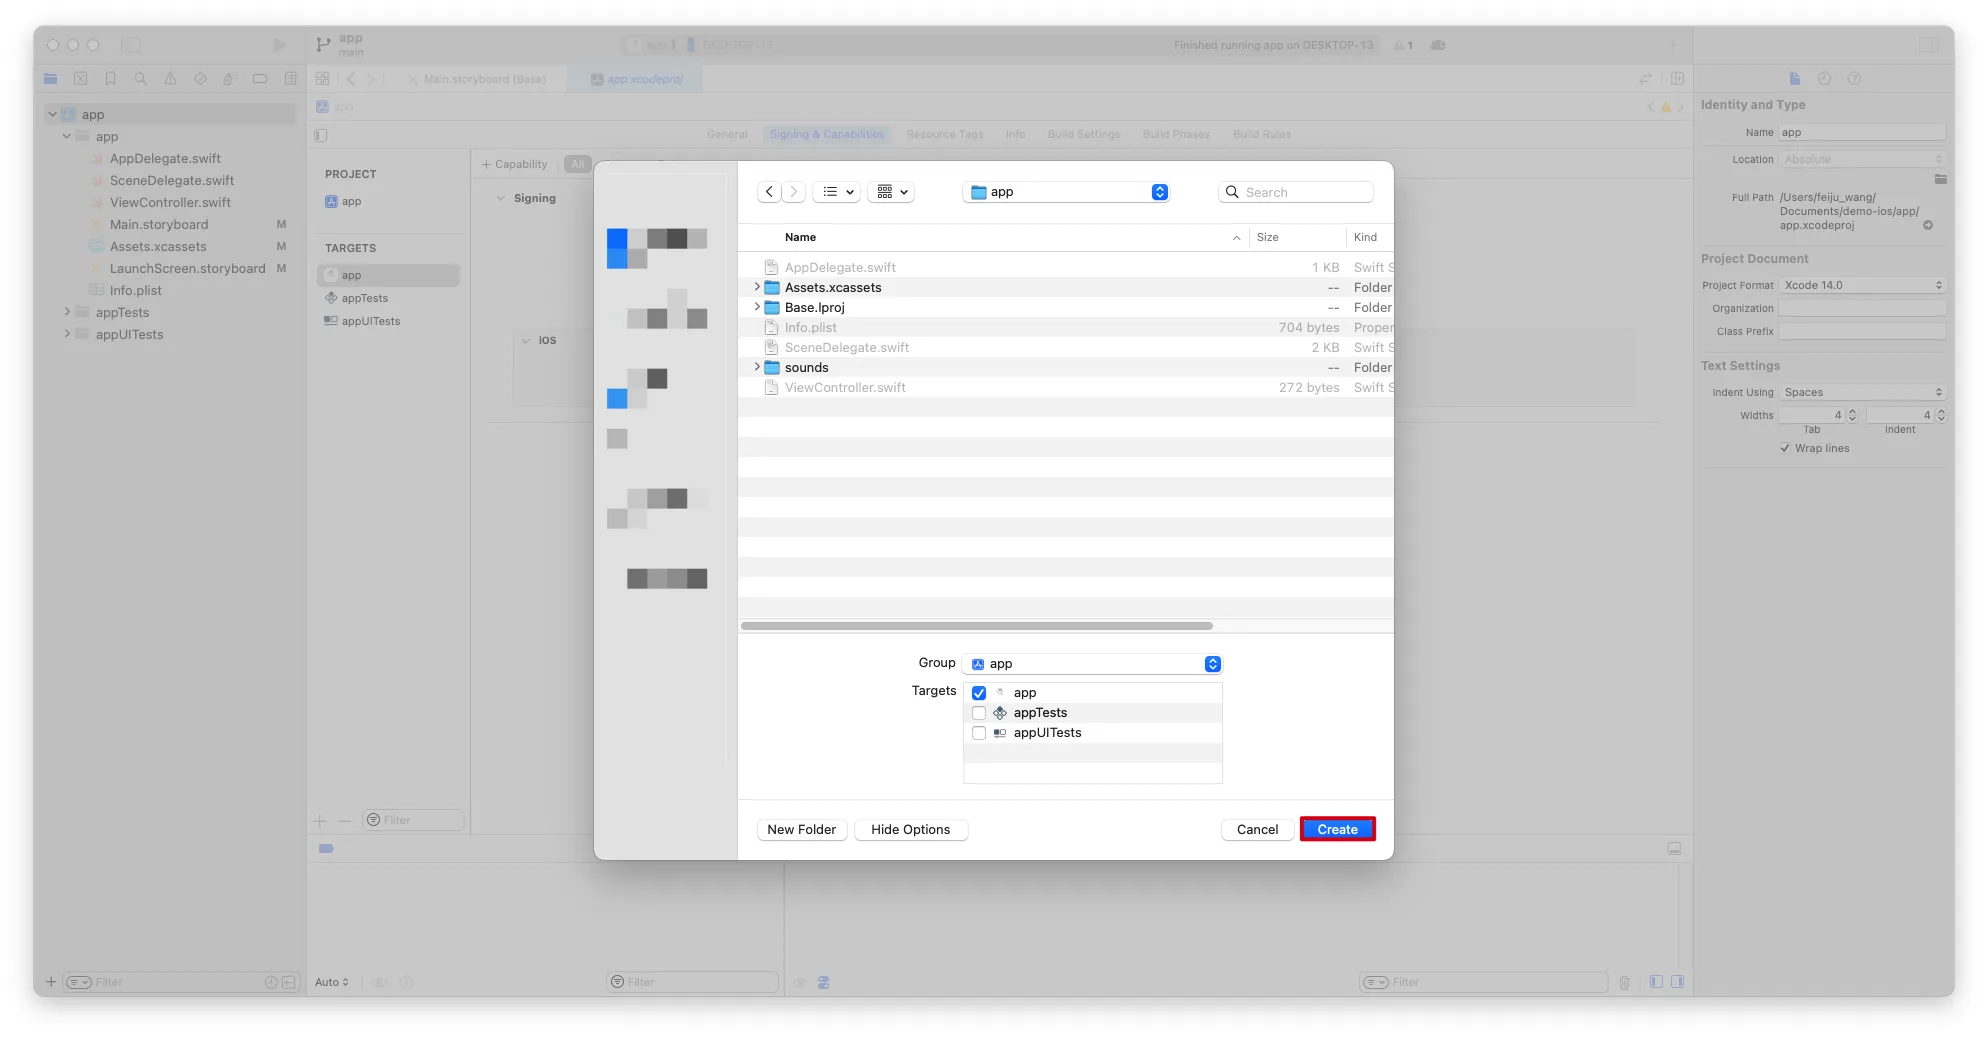 app
main
app
DESKTOP-13
Finished running app on DESKTOP-13
1
Main.storyboard (Base)
app.xcodeproj
app
General
Signing & Capabilities
Resource Tags
Info
Build Settings
Build Phases
Build Rules
app
app
AppDelegate.swift
SceneDelegate.swift
ViewController.swift
Main.storyboard M
Assets.xcassets M
LaunchScreen.storyboard M
Info.plist
appTests
appUITests
Filter
PROJECT
app
TARGETS
app
appTests
appUITests
Filter
+ Capability
All
Signing
iOS
app
Search
Name Size Kind
AppDelegate.swift 1 KB Swift S
Assets.xcassets -- Folder
Base.lproj -- Folder
Info.plist 704 bytes Proper
SceneDelegate.swift 2 KB Swift S
sounds -- Folder
ViewController.swift 272 bytes Swift S
Group app
Targets
app
appTests
appUITests
New Folder
Hide Options
Cancel
Create
Auto
Filter
Filter
Identity and Type
Name app
Location Absolute
Full Path /Users/feiju_wang/
Documents/demo-ios/app/
app.xcodeproj
Project Document
Project Format Xcode 14.0
Organization
Class Prefix
Text Settings
Indent Using Spaces
Widths 4 4
Tab Indent
Wrap lines